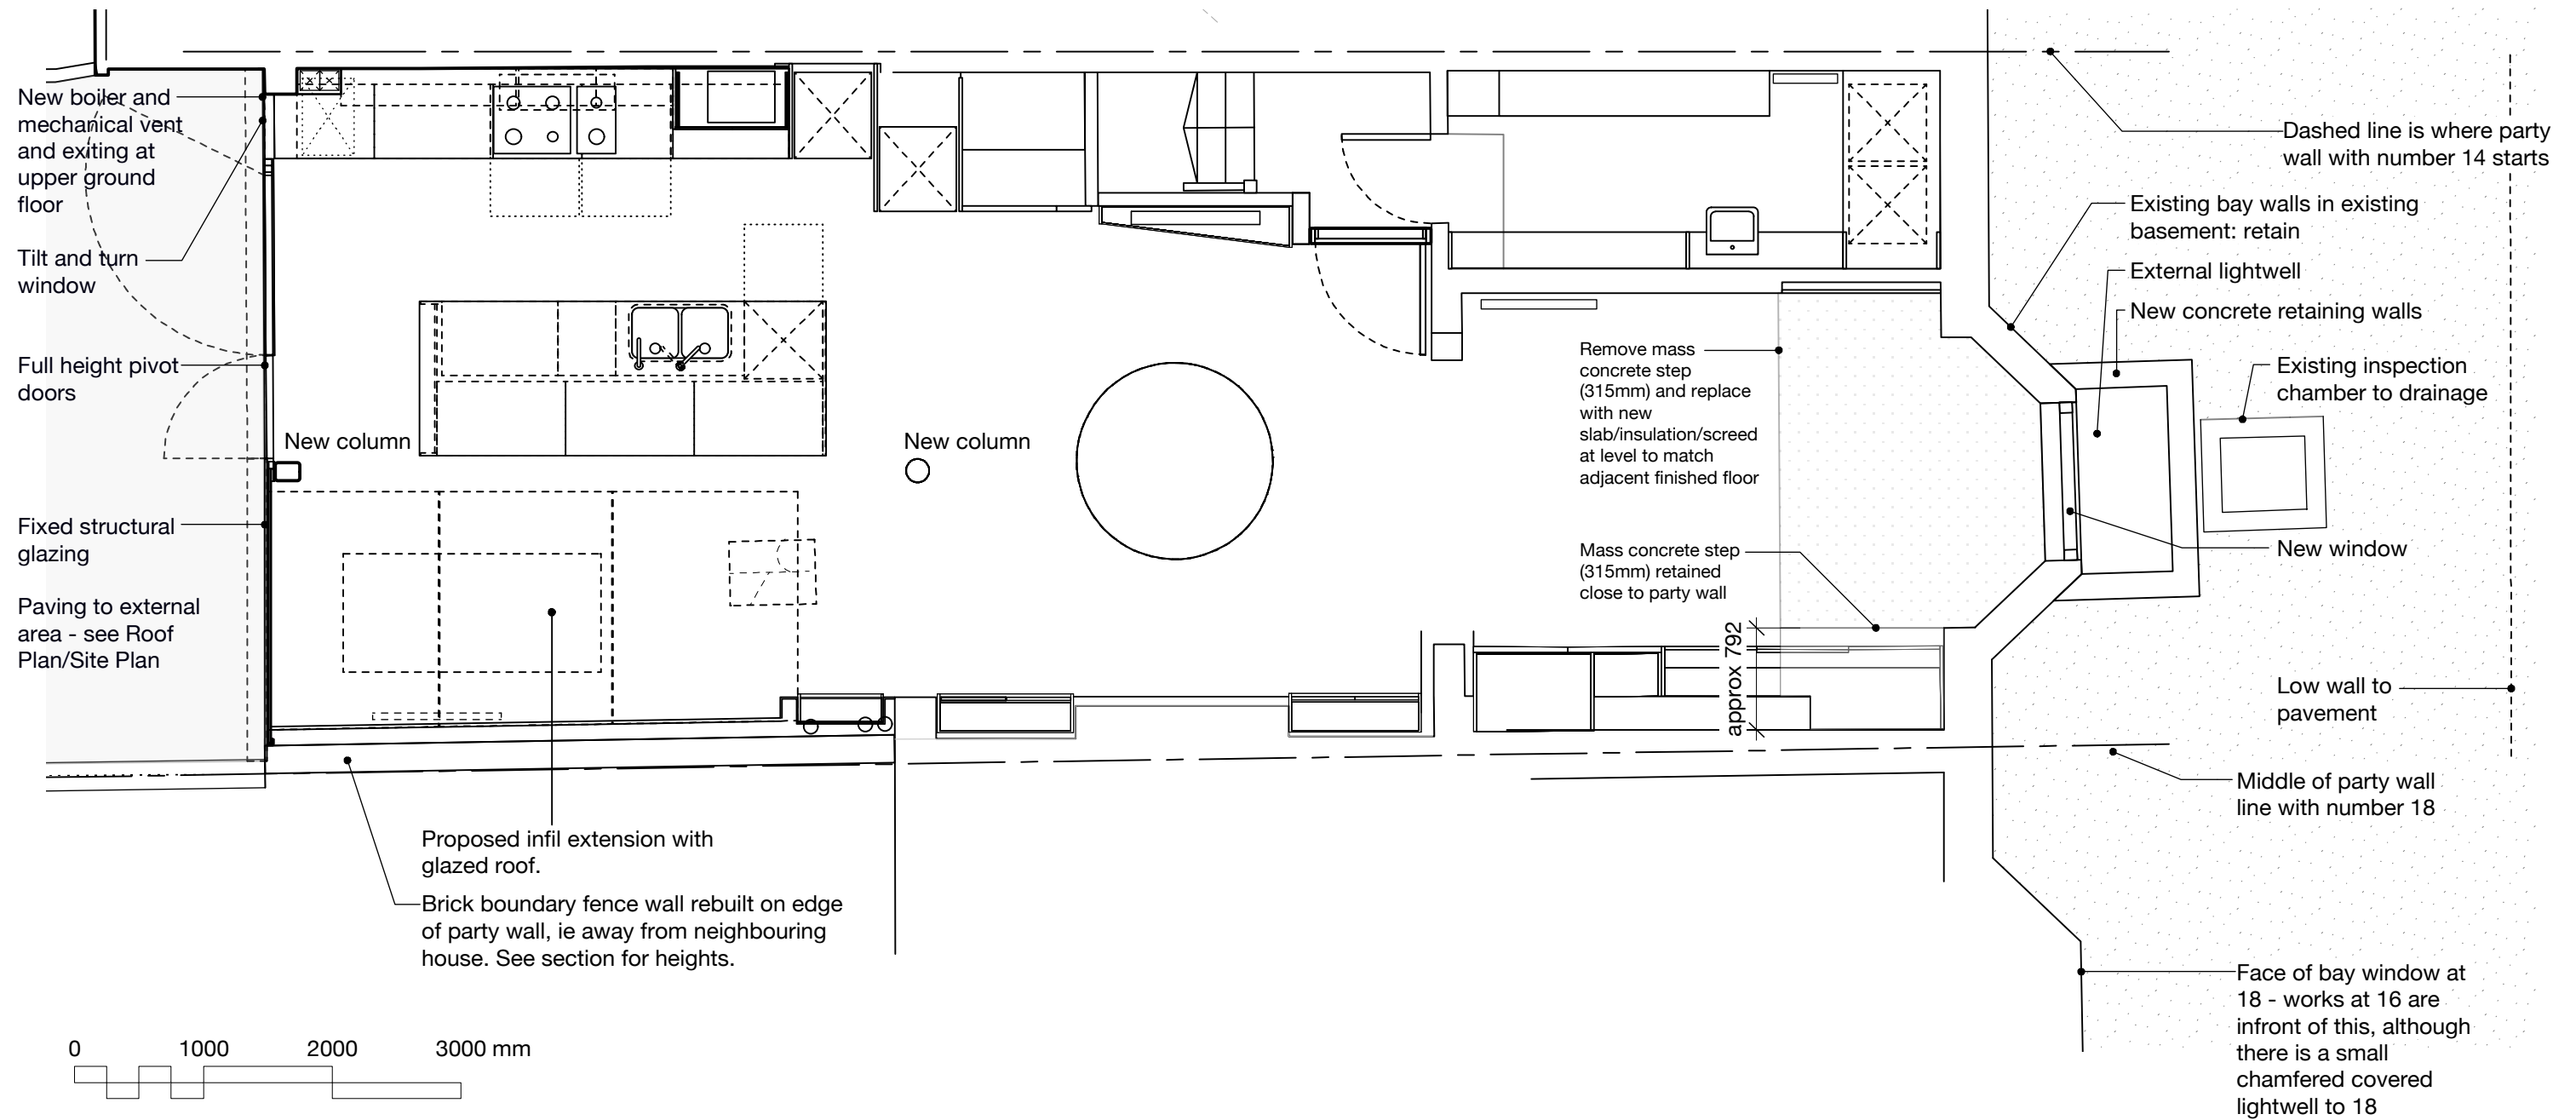 New boiler and
mechanical vent
and exiting at
upper ground
floor
Tilt and turn
window
Full height pivot
doors
Fixed structural
glazing
Paving to external
area - see Roof
Plan/Site Plan
New column
New column
Remove mass
concrete step
(315mm) and replace
with new
slab/insulation/screed
at level to match
adjacent finished floor
Mass concrete step
(315mm) retained
close to party wall
approx 792
Dashed line is where party
wall with number 14 starts
Existing bay walls in existing
basement: retain
External lightwell
New concrete retaining walls
Existing inspection
chamber to drainage
New window
Low wall to
pavement
Middle of party wall
line with number 18
Face of bay window at
18 - works at 16 are
infront of this, although
there is a small
chamfered covered
lightwell to 18
Proposed infil extension with
glazed roof.
Brick boundary fence wall rebuilt on edge
of party wall, ie away from neighbouring
house. See section for heights.
0 1000 2000 3000 mm